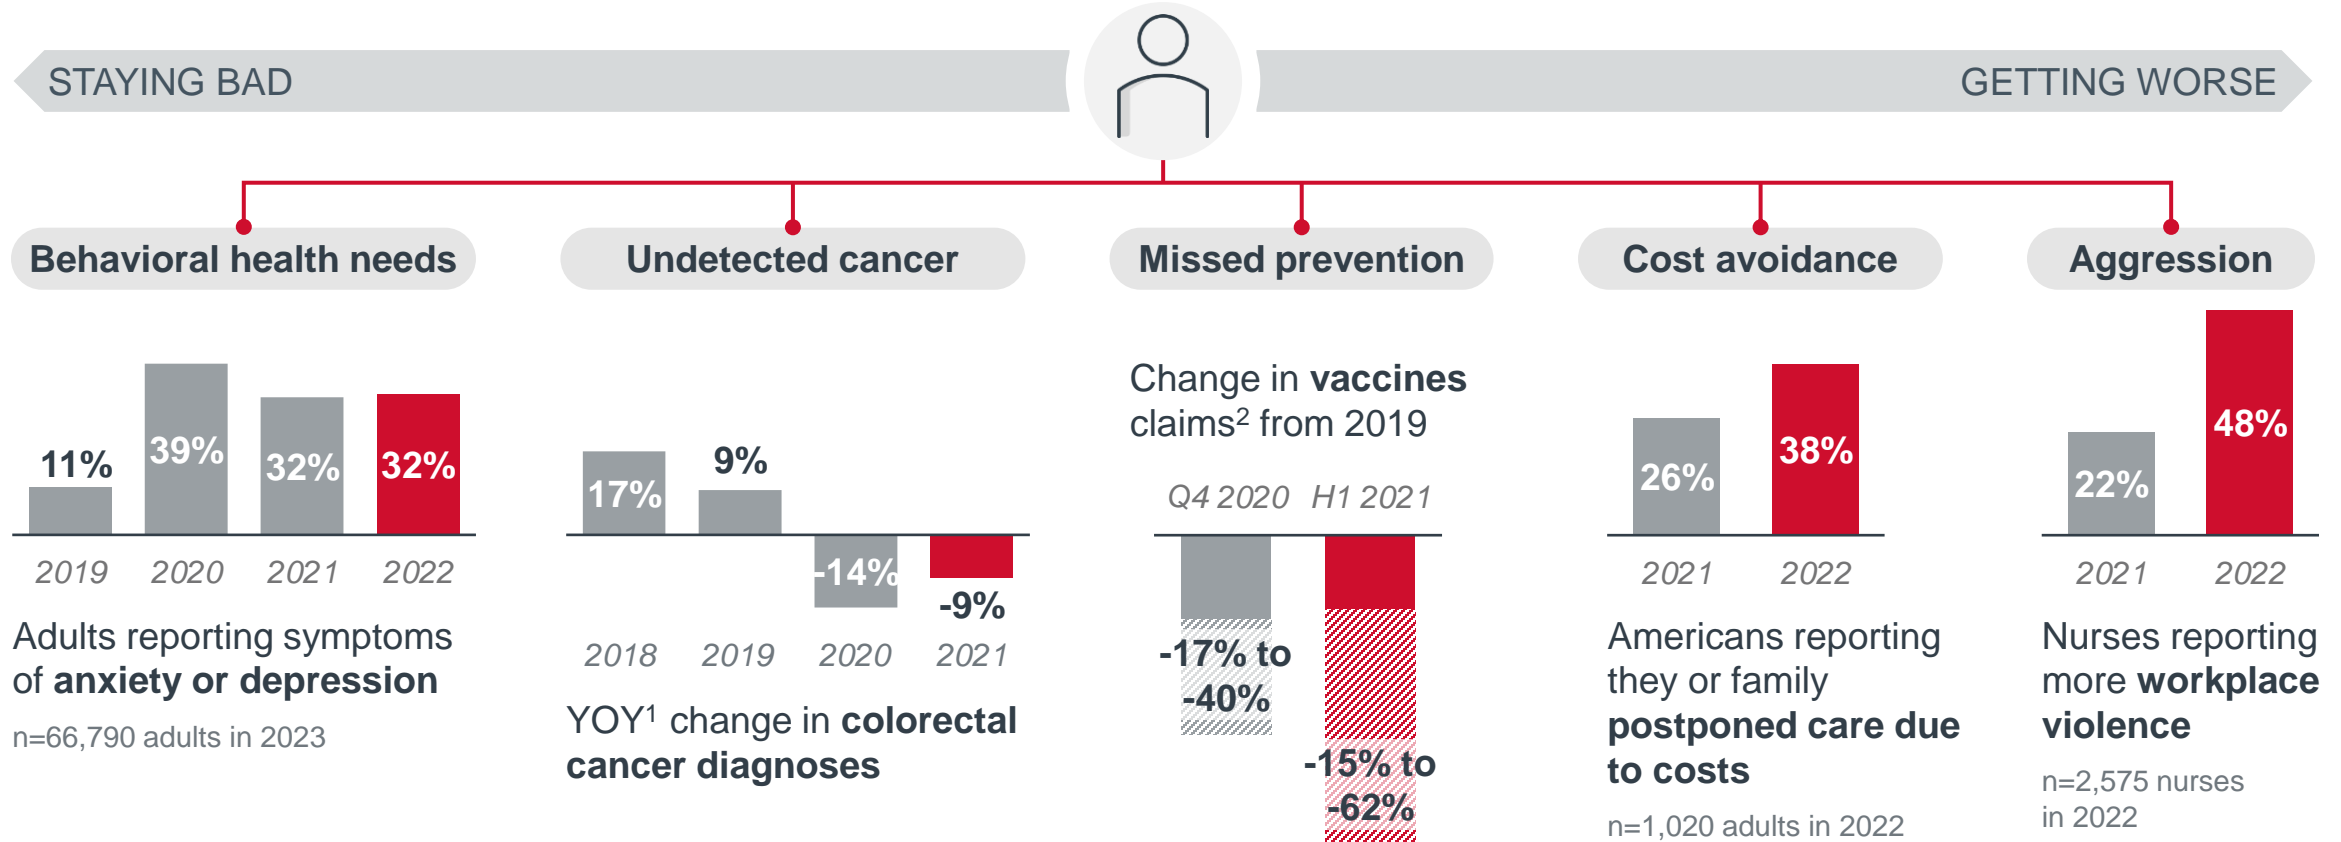 STAYING BAD
GETTING WORSE
Behavioral health needs
11%
39%
32%
32%
2019 2020 2021 2022
Adults reporting symptoms
of anxiety or depression
n=66,790 adults in 2023
Undetected cancer
17%
9%
-14%
-9%
2018 2019 2020 2021
YOY¹ change in colorectal
cancer diagnoses
Missed prevention
Change in vaccines
claims² from 2019
Q4 2020 H1 2021
-17% to
-40%
-15% to
-62%
Cost avoidance
26%
38%
2021 2022
Americans reporting
they or family
postponed care due
to costs
n=1,020 adults in 2022
Aggression
22%
48%
2021 2022
Nurses reporting
more workplace
violence
n=2,575 nurses
in 2022